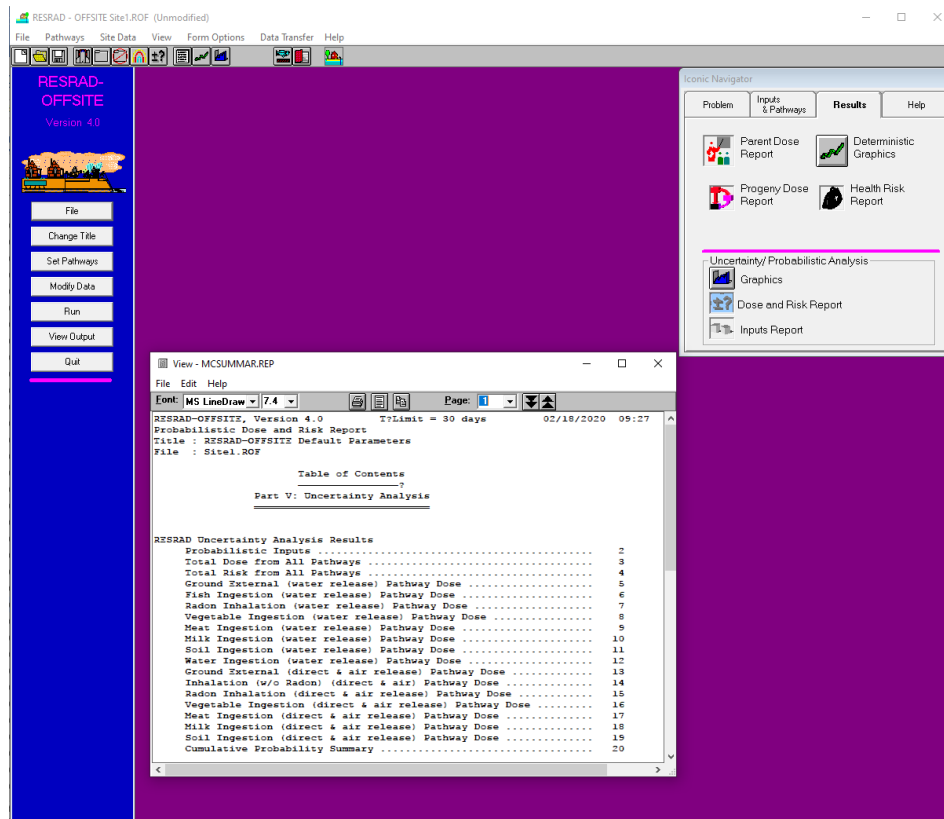 RESRAD - OFFSITE Site1.ROF (Unmodified)
File Pathways Site Data View Form Options Data Transfer Help
RESRAD-
OFFSITE
Version 4.0
File
Change Title
Set Pathways
Modify Data
Run
View Output
Quit
Iconic Navigator
Problem
Inputs
& Pathways
Results
Help
Parent Dose
Report
Deterministic
Graphics
Progeny Dose
Report
Health Risk
Report
Uncertainty/ Probabilistic Analysis
Graphics
Dose and Risk Report
Inputs Report
View - MCSUMMAR.REP
File Edit Help
Font: MS LineDraw 7.4 Page: 1
RESRAD-OFFSITE, Version 4.0 T?Limit = 30 days 02/18/2020 09:27
Probabilistic Dose and Risk Report
Title : RESRAD-OFFSITE Default Parameters
File : Site1.ROF
Table of Contents
?
Part V: Uncertainty Analysis
RESRAD Uncertainty Analysis Results
Probabilistic Inputs ............................................. 2
Total Dose from All Pathways ..................................... 3
Total Risk from All Pathways ..................................... 4
Ground External (water release) Pathway Dose ..................... 5
Fish Ingestion (water release) Pathway Dose ...................... 6
Radon Inhalation (water release) Pathway Dose .................... 7
Vegetable Ingestion (water release) Pathway Dose ................. 8
Meat Ingestion (water release) Pathway Dose ...................... 9
Milk Ingestion (water release) Pathway Dose ...................... 10
Soil Ingestion (water release) Pathway Dose ...................... 11
Water Ingestion (water release) Pathway Dose ..................... 12
Ground External (direct & air release) Pathway Dose .............. 13
Inhalation (w/o Radon) (direct & air) Pathway Dose ............... 14
Radon Inhalation (direct & air release) Pathway Dose ............. 15
Vegetable Ingestion (direct & air release) Pathway Dose .......... 16
Meat Ingestion (direct & air release) Pathway Dose ............... 17
Milk Ingestion (direct & air release) Pathway Dose ............... 18
Soil Ingestion (direct & air release) Pathway Dose ............... 19
Cumulative Probability Summary ................................... 20